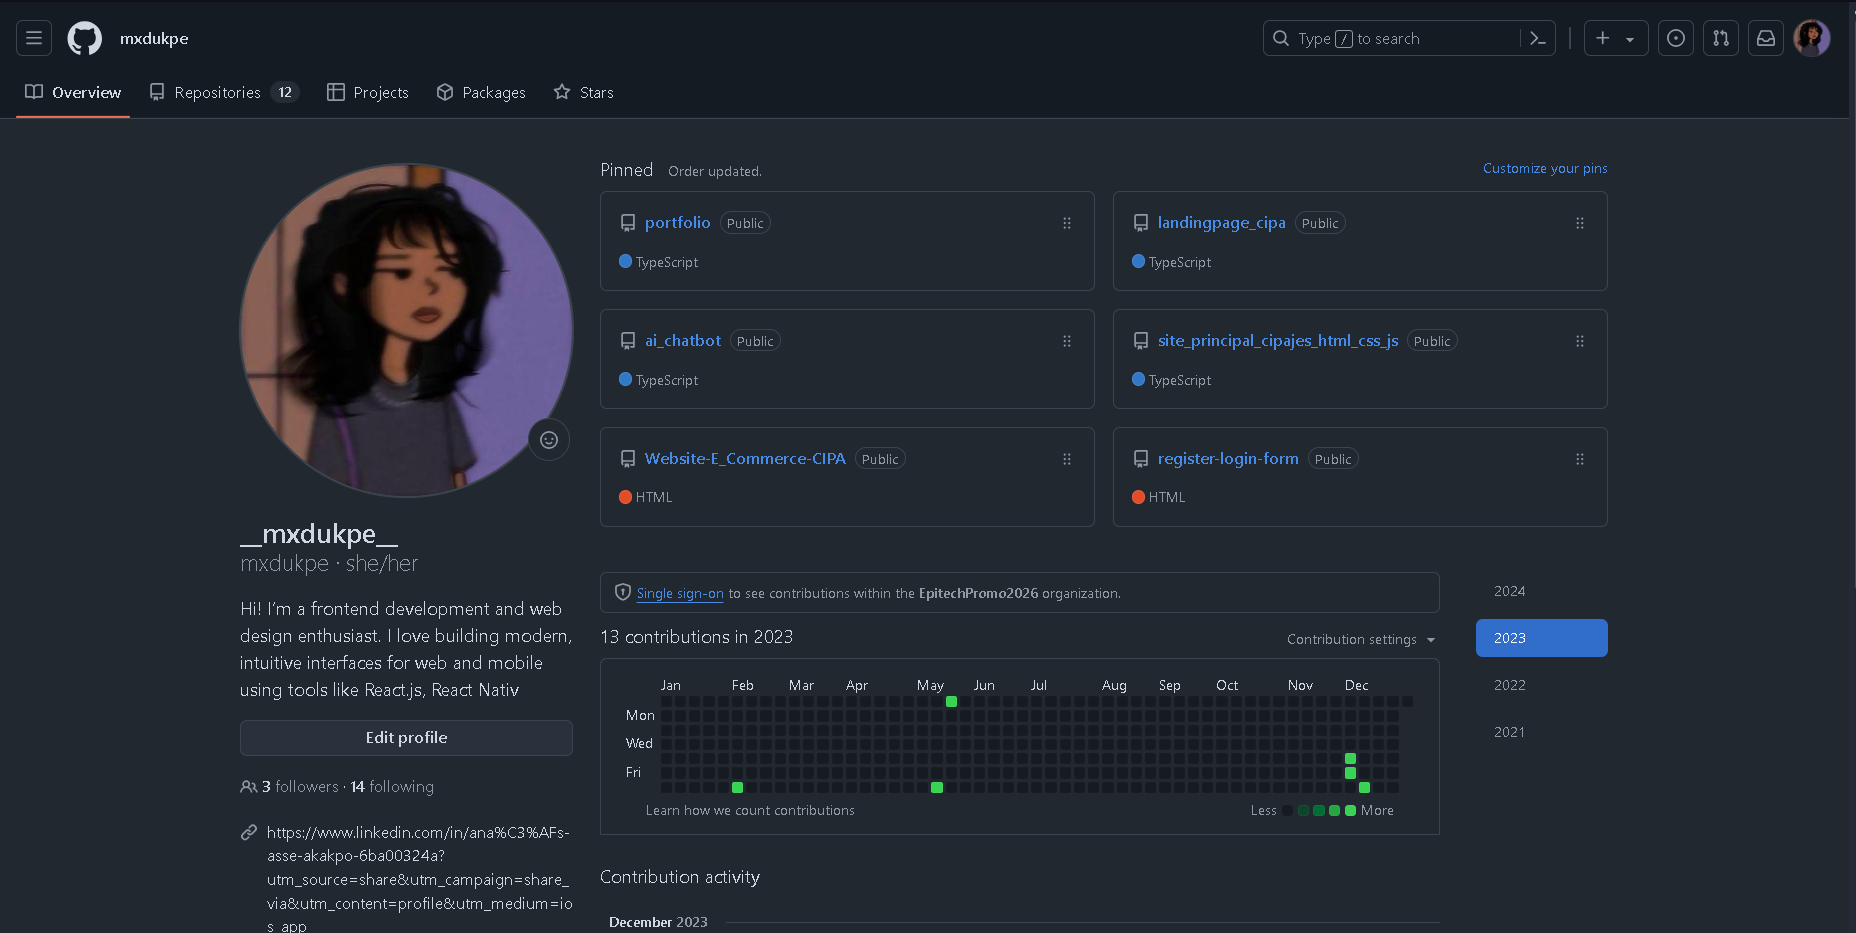 mxdukpe
Type / to search
Overview
Repositories 12
Projects
Packages
Stars
Pinned
Order updated.
Customize your pins
portfolio Public
TypeScript
landingpage_cipa Public
TypeScript
ai_chatbot Public
TypeScript
site_principal_cipajes_html_css_js Public
TypeScript
Website-E_Commerce-CIPA Public
HTML
register-login-form Public
HTML
__mxdukpe__
mxdukpe · she/her
Hi! I'm a frontend development and web
design enthusiast. I love building modern,
intuitive interfaces for web and mobile
using tools like React.js, React Nativ
Edit profile
3 followers · 14 following
https://www.linkedin.com/in/ana%C3%AFs-
asse-akakpo-6ba00324a?
utm_source=share&utm_campaign=share_
via&utm_content=profile&utm_medium=io
s_app
Single sign-on to see contributions within the EpitechPromo2026 organization.
13 contributions in 2023
Contribution settings
2024
2023
2022
2021
Jan Feb Mar Apr May Jun Jul Aug Sep Oct Nov Dec
Mon
Wed
Fri
Learn how we count contributions
Less More
Contribution activity
December 2023